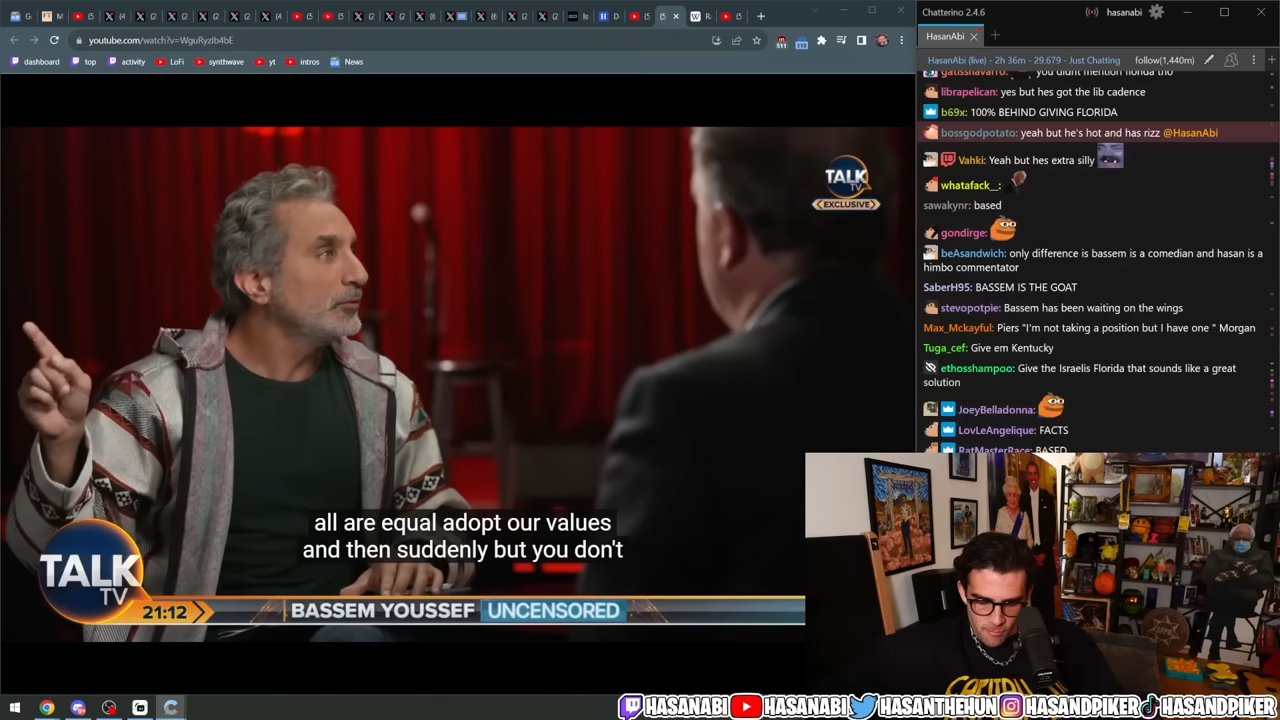 Chatterino 2.4.6
hasanabi
HasanAbi
youtube.com/watch?v=WguRyzIb4bE
dashboard
top
activity
LoFi
synthwave
yt
intros
News
HasanAbi (live) - 2h 36m - 29,679 - Just Chatting
follow(1,440m)
gatissnavarro: you didnt mention florida tho
librapelican: yes but hes got the lib cadence
b69x: 100% BEHIND GIVING FLORIDA
bossgodpotato: yeah but he's hot and has rizz @HasanAbi
Vahki: Yeah but hes extra silly
whatafack__:
sawakynr: based
gondirge:
beAsandwich: only difference is bassem is a comedian and hasan is a
himbo commentator
SaberH95: BASSEM IS THE GOAT
stevopotpie: Bassem has been waiting on the wings
Max_Mckayful: Piers "I'm not taking a position but I have one " Morgan
Tuga_cef: Give em Kentucky
ethosshampoo: Give the Israelis Florida that sounds like a great
solution
JoeyBelladonna:
LovLeAngelique: FACTS
RatMasterRace: BASED
TALK
TV
EXCLUSIVE
all are equal adopt our values
and then suddenly but you don't
TALK
TV
21:12
BASSEM YOUSSEF UNCENSORED
HASANABI
HASANABI
HASANTHEHUN
HASANDPIKER
HASANDPIKER